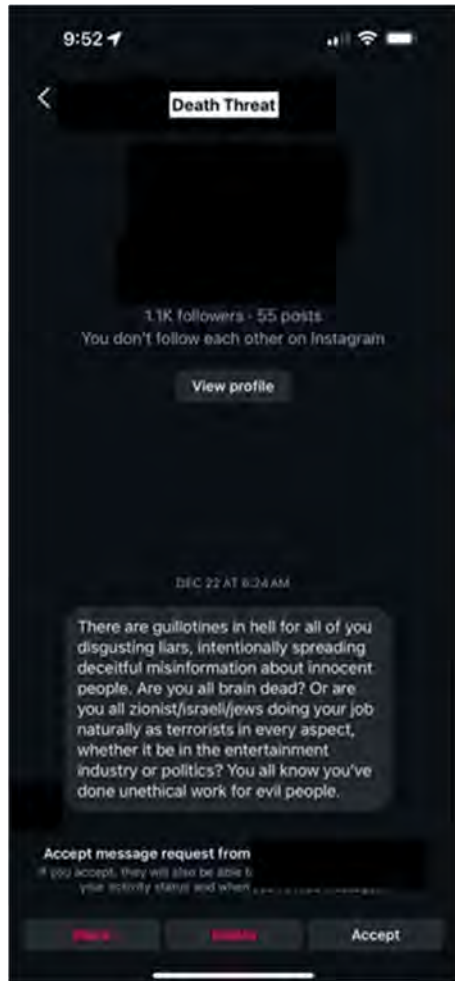 9:52
Death Threat
1.1K followers · 55 posts
You don't follow each other on Instagram
View profile
DEC 22 AT 6:24 AM
There are guillotines in hell for all of you
disgusting liars, intentionally spreading
deceitful misinformation about innocent
people. Are you all brain dead? Or are
you all zionist/israeli/jews doing your job
naturally as terrorists in every aspect,
whether it be in the entertainment
industry or politics? You all know you've
done unethical work for evil people.
Accept message request from
If you accept, they will also be able
your activity status and when
Block
Delete
Accept